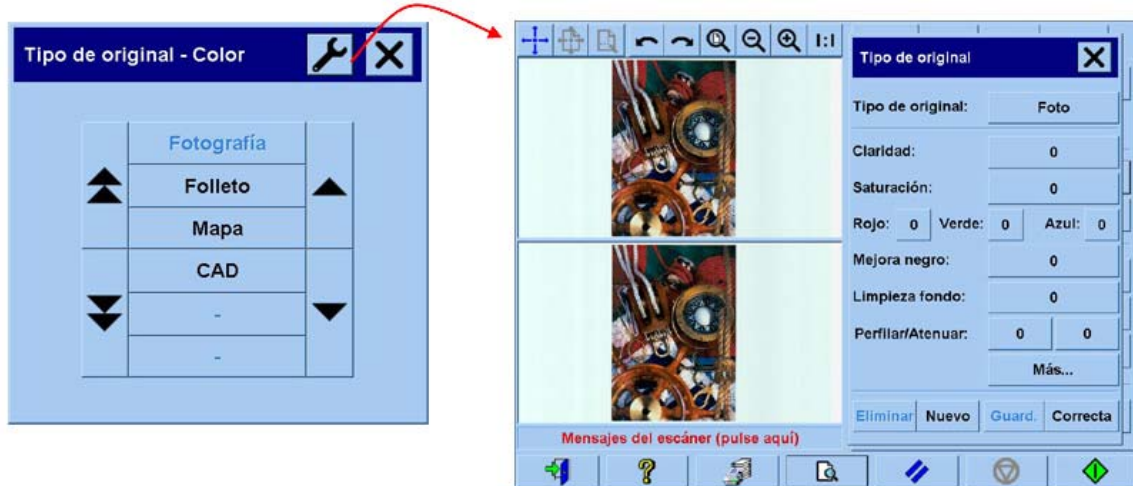 Tipo de original - Color
Fotografía
Folleto
Mapa
CAD
-
-
1:1
Tipo de original
Tipo de original: Foto
Claridad: 0
Saturación: 0
Rojo: 0 Verde: 0 Azul: 0
Mejora negro: 0
Limpieza fondo: 0
Perfilar/Atenuar: 0 0
Más...
Eliminar Nuevo Guard. Correcta
Mensajes del escáner (pulse aquí)